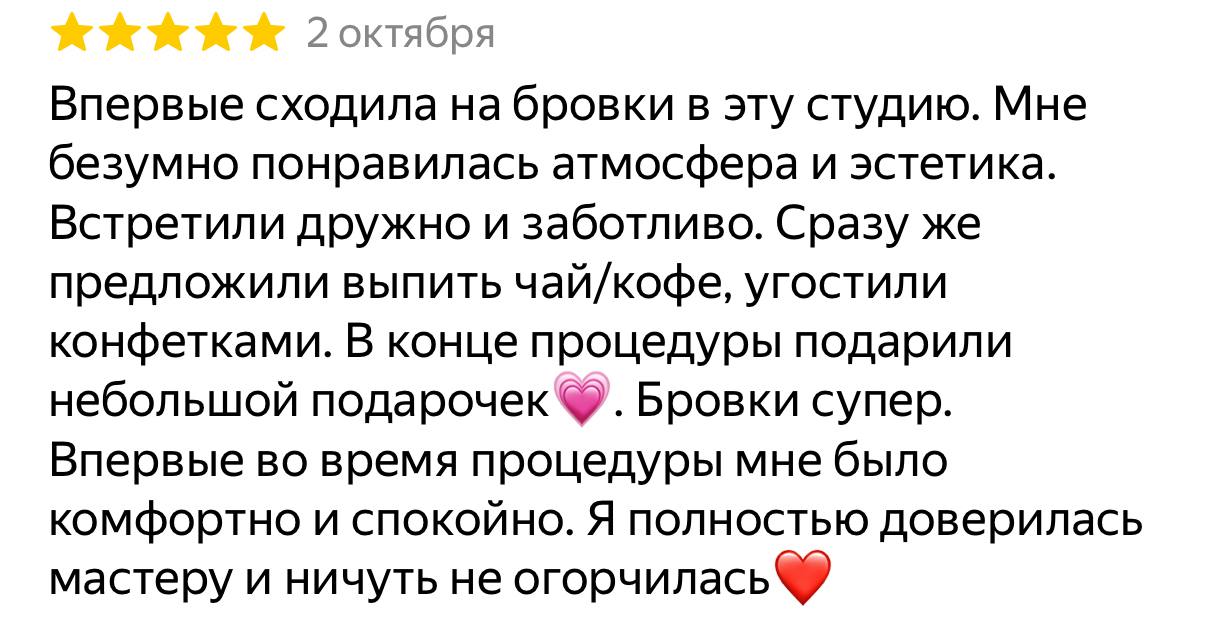 ⭐⭐⭐⭐⭐ 2 октября
Впервые сходила на бровки в эту студию. Мне
безумно понравилась атмосфера и эстетика.
Встретили дружно и заботливо. Сразу же
предложили выпить чай/кофе, угостили
конфетками. В конце процедуры подарили
небольшой подарочек💗. Бровки супер.
Впервые во время процедуры мне было
комфортно и спокойно. Я полностью доверилась
мастеру и ничуть не огорчилась❤️